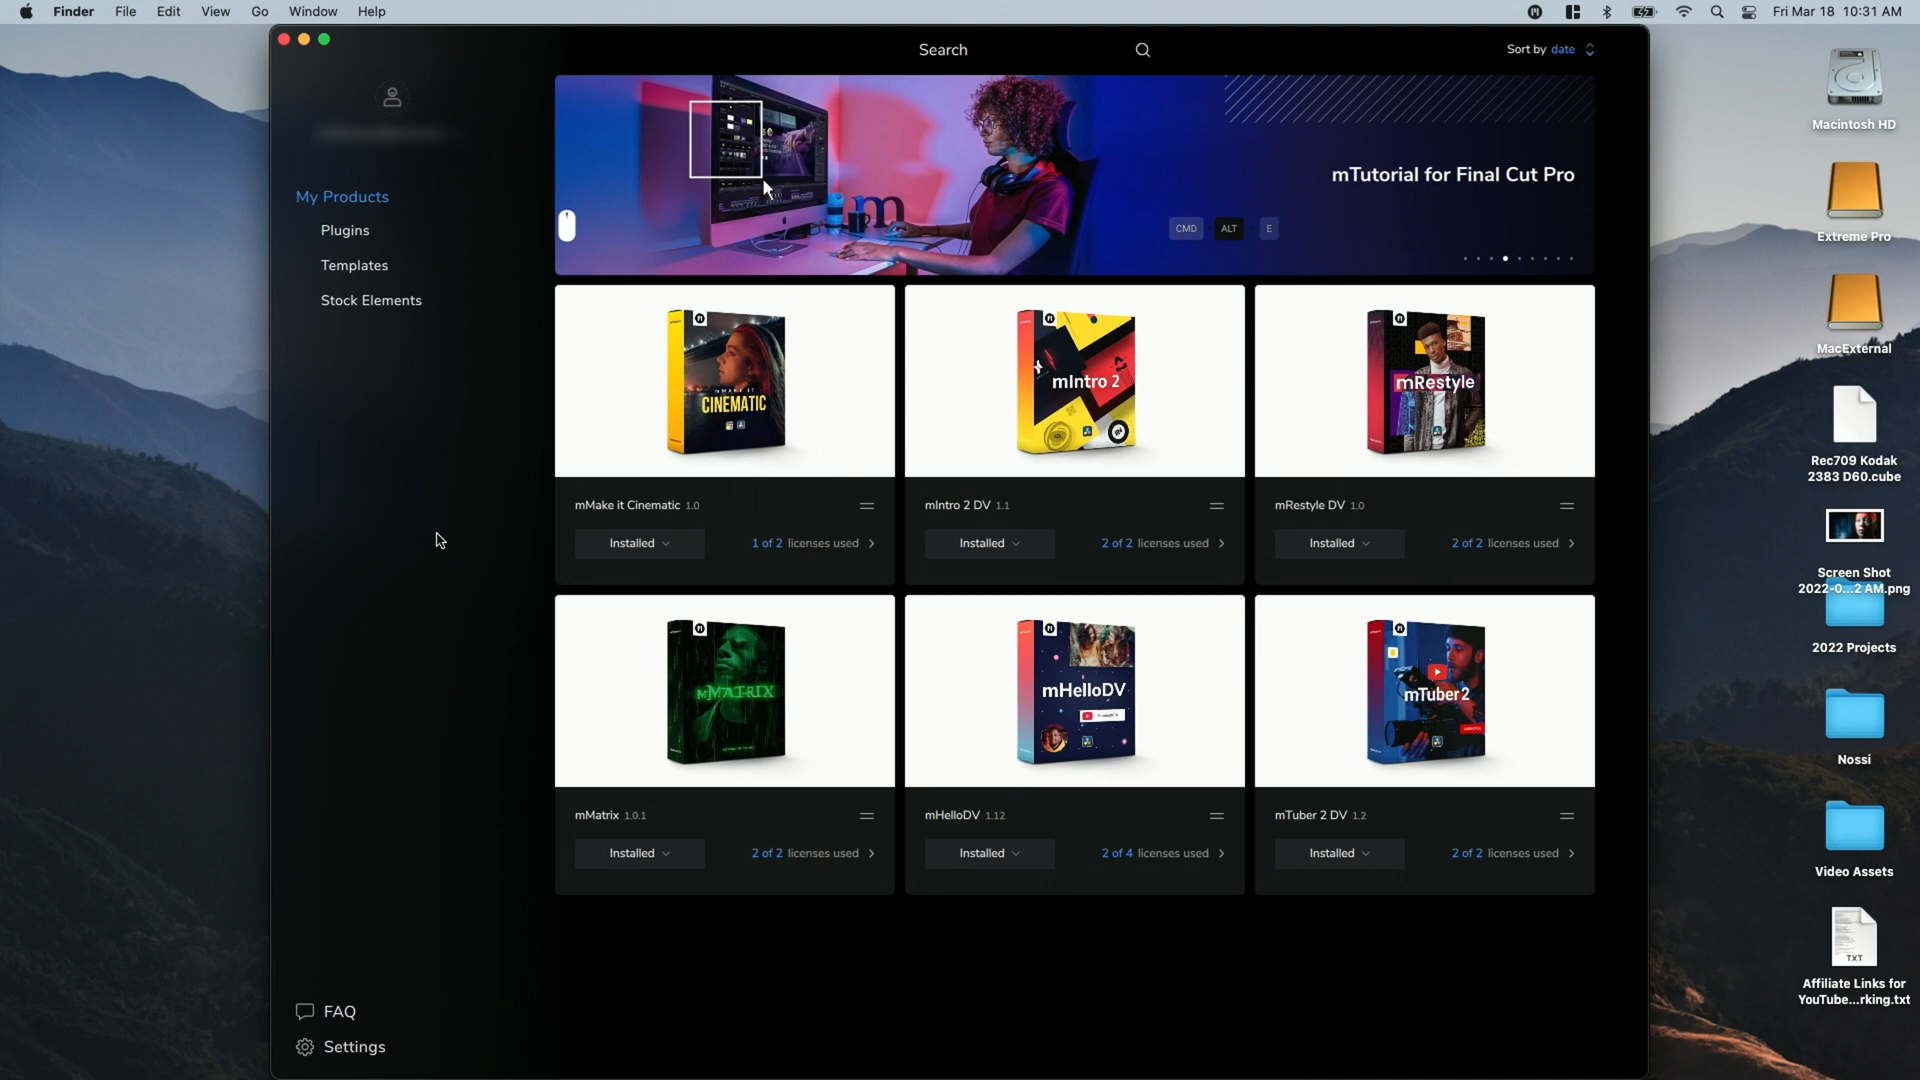 Finder File Edit View Go Window Help
Fri Mar 18 10:31 AM
Search
Sort by date
My Products
Plugins
Templates
Stock Elements
FAQ
Settings
m
mTutorial for Final Cut Pro
CMD ALT E
mMAKE IT
CINEMATIC
mIntro 2
mRestyle
mMake it Cinematic 1.0
Installed
1 of 2 licenses used
mIntro 2 DV 1.1
Installed
2 of 2 licenses used
mRestyle DV 1.0
Installed
2 of 2 licenses used
mMATRIX
mHelloDV
mTuber2
mMatrix 1.0.1
Installed
2 of 2 licenses used
mHelloDV 1.12
Installed
2 of 4 licenses used
mTuber 2 DV 1.2
Installed
2 of 2 licenses used
Macintosh HD
Extreme Pro
MacExternal
Rec709 Kodak
2383 D60.cube
Screen Shot
2022-0...2 AM.png
2022 Projects
Nossi
Video Assets
TXT
Affiliate Links for
YouTube...rking.txt